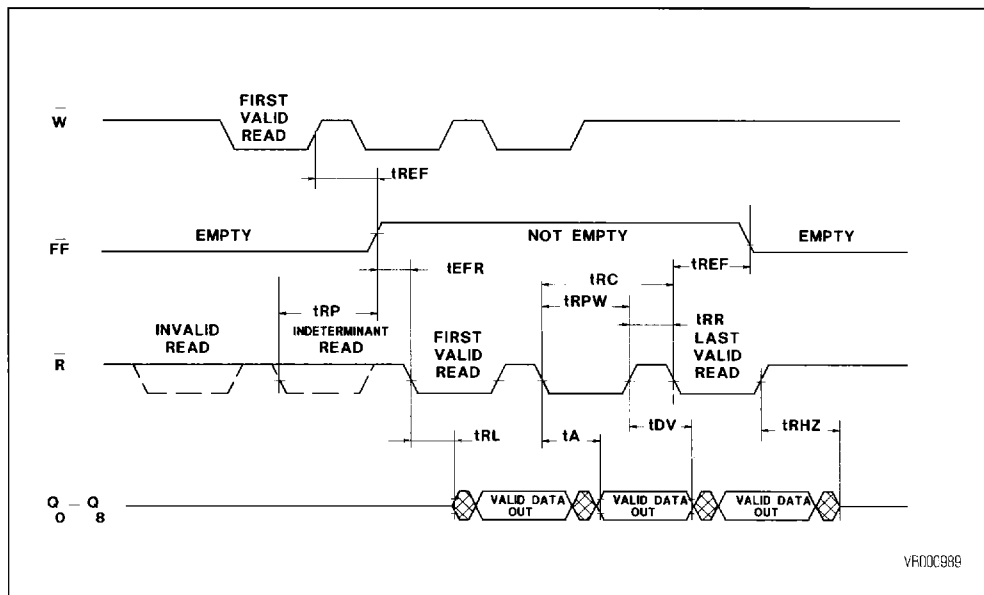 W̅
FIRST
VALID
READ
tREF
F̅F̅
EMPTY
NOT EMPTY
EMPTY
tEFR
tREF
tRC
tRP
tRPW
tRR
INVALID
READ
INDETERMINANT
READ
FIRST
VALID
READ
LAST
VALID
READ
R̅
tRL
tA
tDV
tRHZ
Q0 – Q8
VALID DATA
OUT
VALID DATA
OUT
VALID DATA
OUT
VR000989